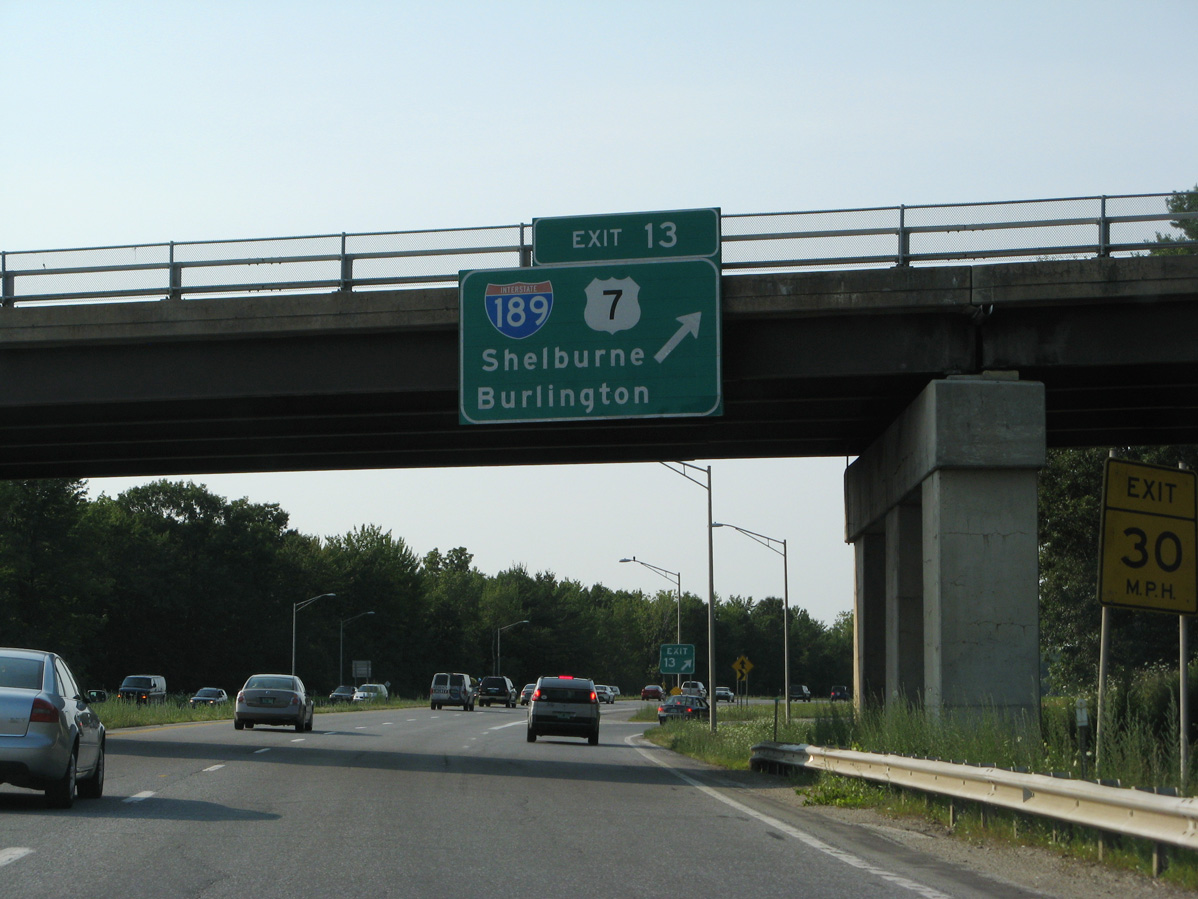 EXIT 13
INTERSTATE
189
7
Shelburne
Burlington
EXIT
30
M.P.H.
EXIT
13